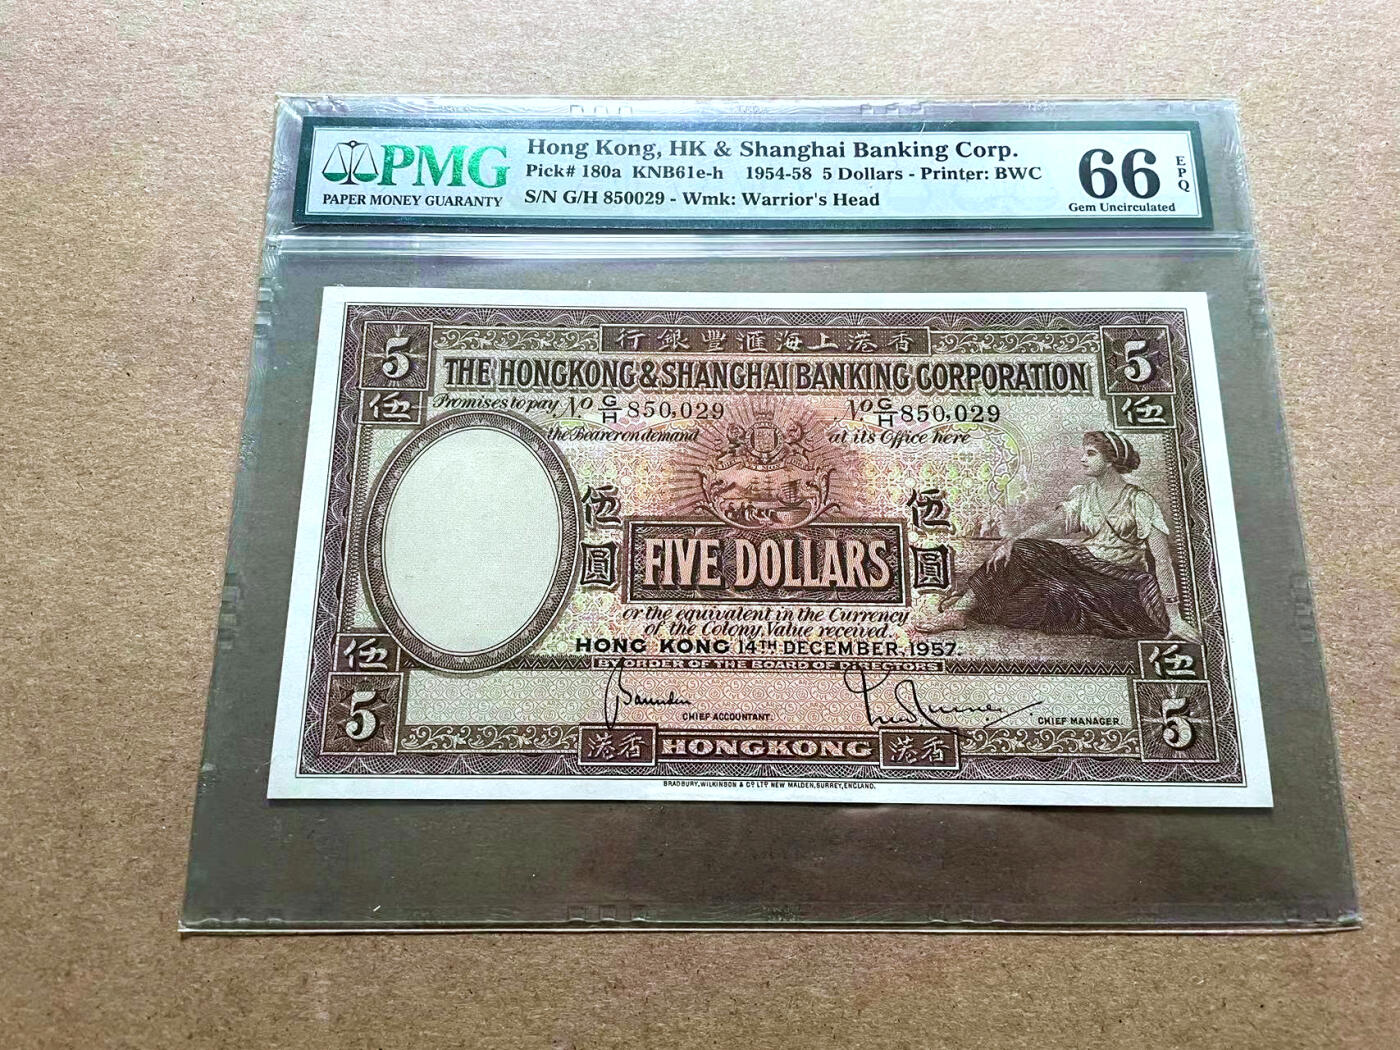 PMG
PAPER MONEY GUARANTY
Hong Kong, HK & Shanghai Banking Corp.
Pick# 180a KNB61e-h 1954-58 5 Dollars - Printer: BWC
S/N G/H 850029 - Wmk: Warrior's Head
66 EPQ
Gem Uncirculated
5 行銀豐滙海上港香 5
THE HONGKONG & SHANGHAI BANKING CORPORATION
伍 Promises to pay No G/H 850,029 No G/H 850,029 伍
the Bearer on demand at its Office here
伍圓 伍圓
FIVE DOLLARS
or the equivalent in the Currency
of the Colony, Value received.
HONG KONG 14TH DECEMBER, 1957.
伍 BY ORDER OF THE BOARD OF DIRECTORS 伍
5 CHIEF ACCOUNTANT. CHIEF MANAGER. 5
港香 HONGKONG 港香
BRADBURY, WILKINSON & CO LTD NEW MALDEN, SURREY, ENGLAND.